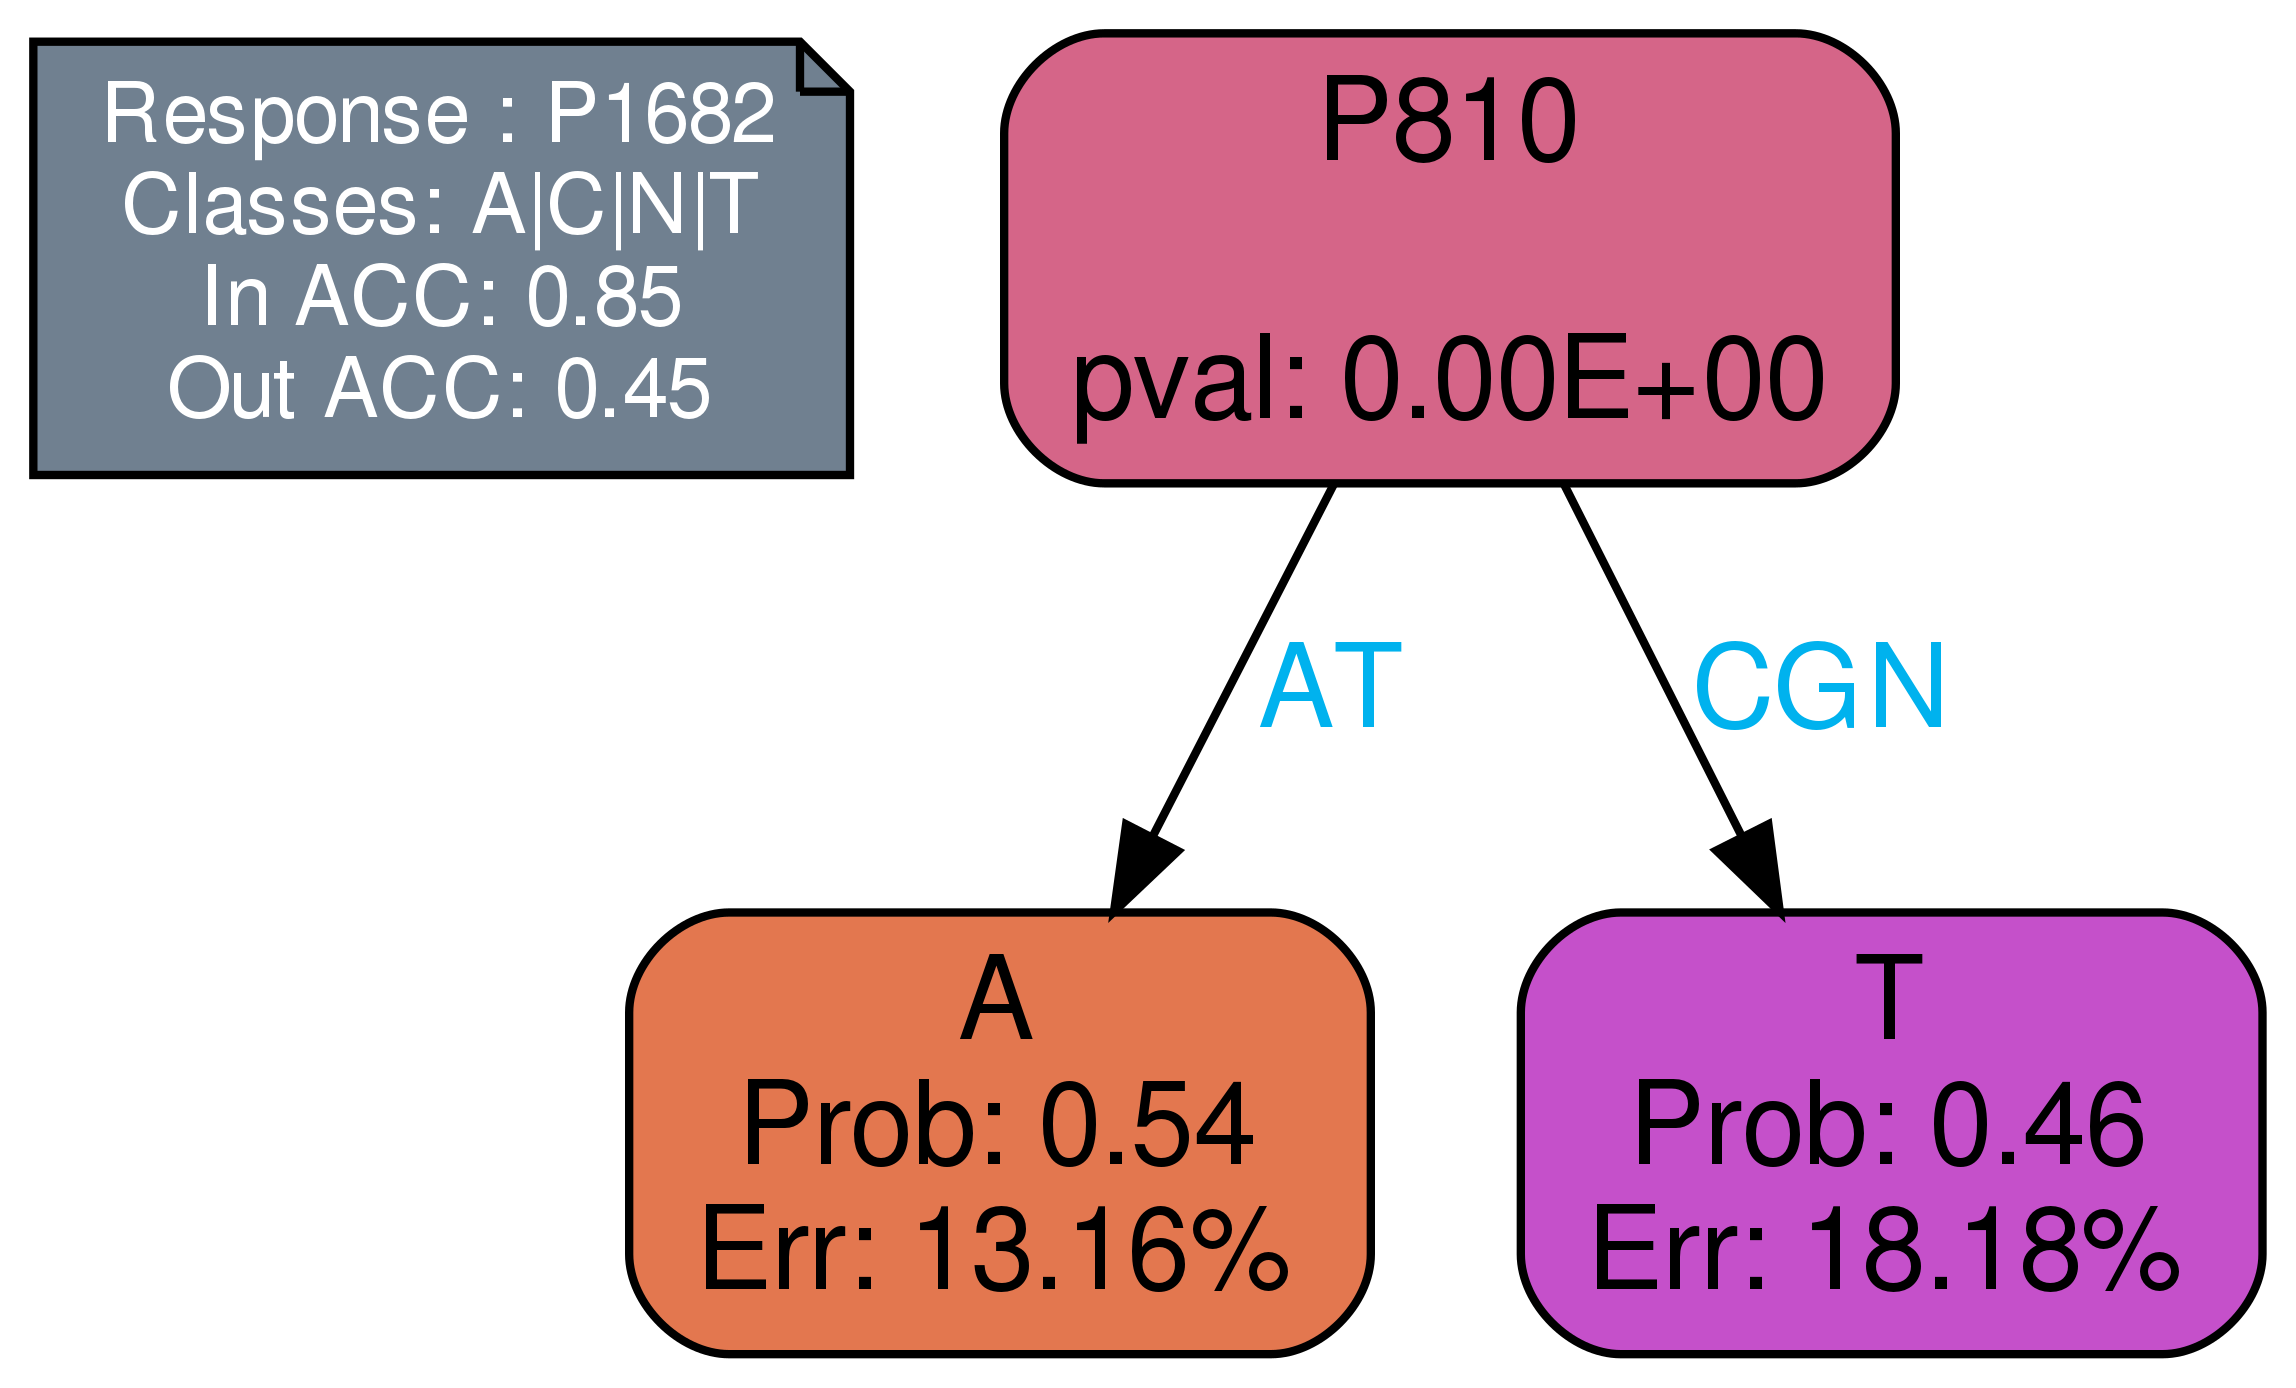 Response : P1682
Classes: A|C|N|T
In ACC: 0.85
Out ACC: 0.45
P810
pval: 0.00E+00
AT
CGN
A
Prob: 0.54
Err: 13.16%
T
Prob: 0.46
Err: 18.18%